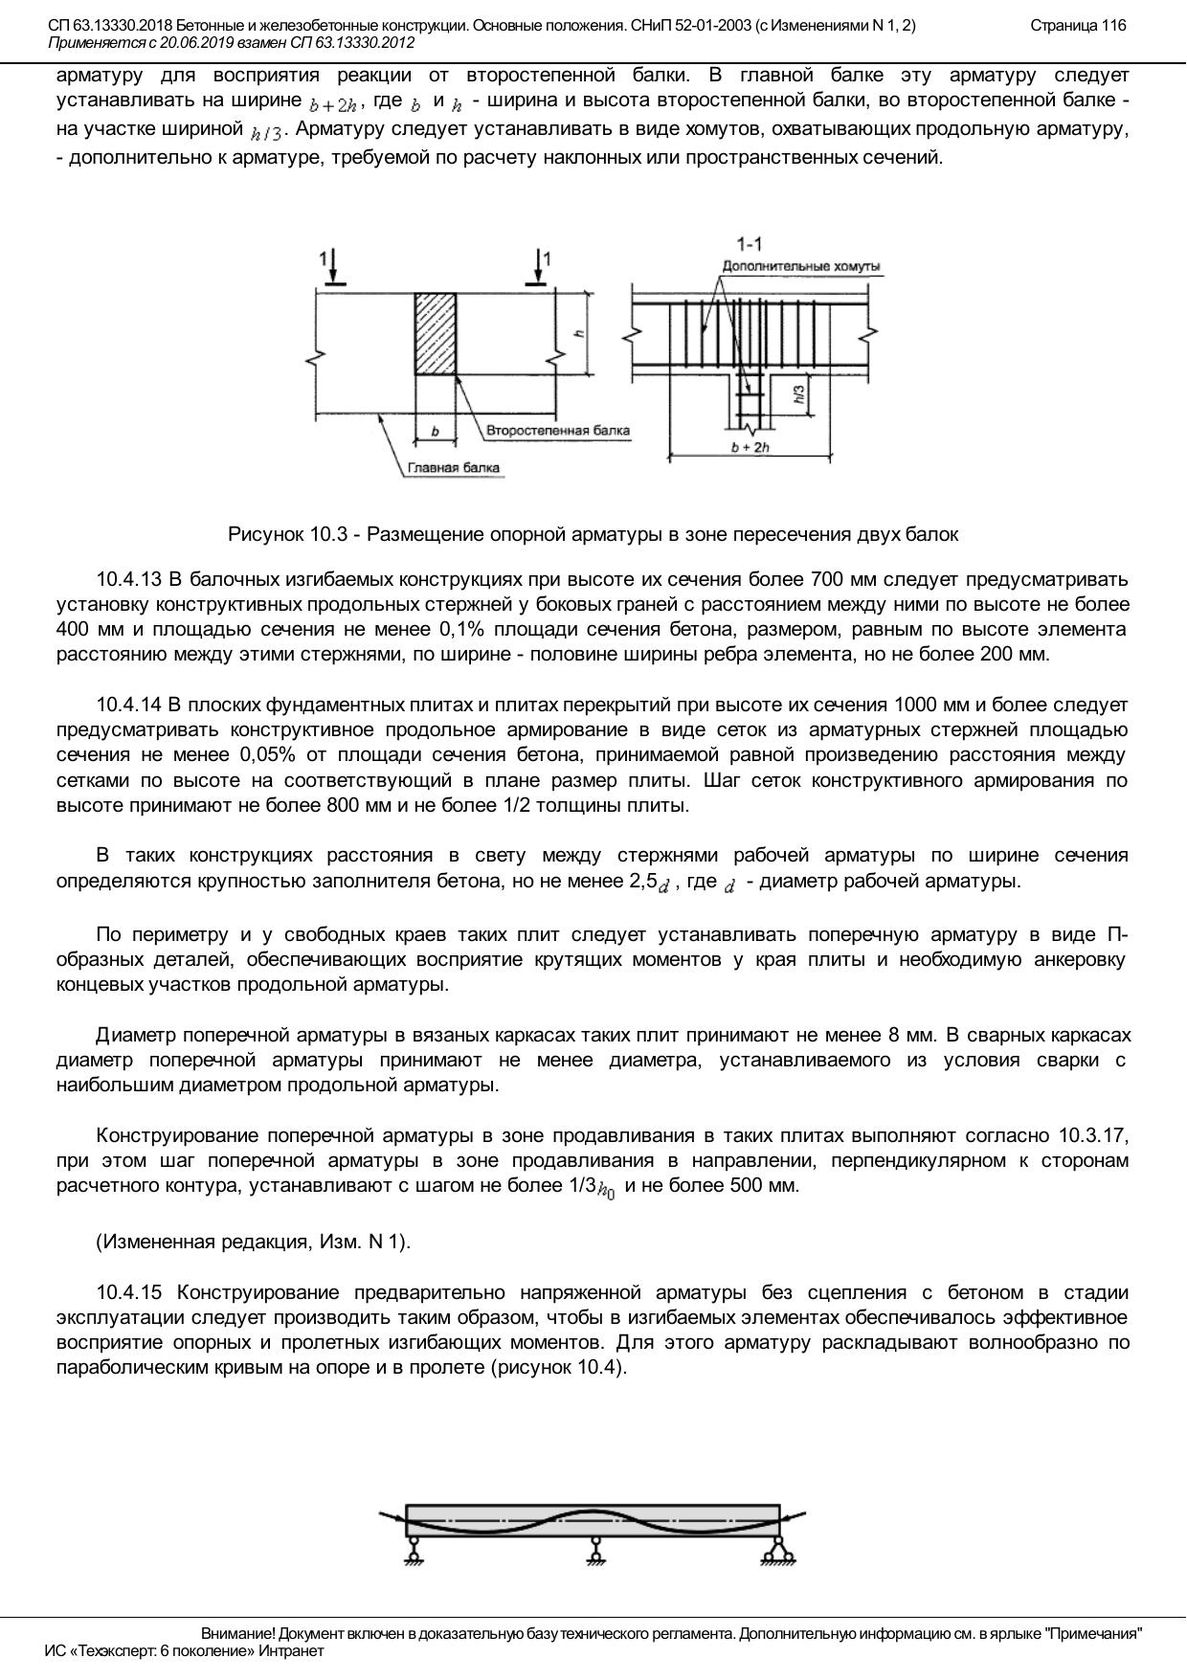 СП 63.13330.2018 Бетонные и железобетонные конструкции. Основные положения. СНиП 52-01-2003 (с Изменениями N 1, 2) Страница 116
Применяется с 20.06.2019 взамен СП 63.13330.2012
арматуру для восприятия реакции от второстепенной балки. В главной балке эту арматуру следует
устанавливать на ширине b+2h, где b и h - ширина и высота второстепенной балки, во второстепенной балке -
на участке шириной h/3. Арматуру следует устанавливать в виде хомутов, охватывающих продольную арматуру,
- дополнительно к арматуре, требуемой по расчету наклонных или пространственных сечений.
1 1
h
b
Второстепенная балка
Главная балка
1-1
Дополнительные хомуты
h/3
b + 2h
Рисунок 10.3 - Размещение опорной арматуры в зоне пересечения двух балок
10.4.13 В балочных изгибаемых конструкциях при высоте их сечения более 700 мм следует предусматривать
установку конструктивных продольных стержней у боковых граней с расстоянием между ними по высоте не более
400 мм и площадью сечения не менее 0,1% площади сечения бетона, размером, равным по высоте элемента
расстоянию между этими стержнями, по ширине - половине ширины ребра элемента, но не более 200 мм.
10.4.14 В плоских фундаментных плитах и плитах перекрытий при высоте их сечения 1000 мм и более следует
предусматривать конструктивное продольное армирование в виде сеток из арматурных стержней площадью
сечения не менее 0,05% от площади сечения бетона, принимаемой равной произведению расстояния между
сетками по высоте на соответствующий в плане размер плиты. Шаг сеток конструктивного армирования по
высоте принимают не более 800 мм и не более 1/2 толщины плиты.
В таких конструкциях расстояния в свету между стержнями рабочей арматуры по ширине сечения
определяются крупностью заполнителя бетона, но не менее 2,5d , где d - диаметр рабочей арматуры.
По периметру и у свободных краев таких плит следует устанавливать поперечную арматуру в виде П-
образных деталей, обеспечивающих восприятие крутящих моментов у края плиты и необходимую анкеровку
концевых участков продольной арматуры.
Диаметр поперечной арматуры в вязаных каркасах таких плит принимают не менее 8 мм. В сварных каркасах
диаметр поперечной арматуры принимают не менее диаметра, устанавливаемого из условия сварки с
наибольшим диаметром продольной арматуры.
Конструирование поперечной арматуры в зоне продавливания в таких плитах выполняют согласно 10.3.17,
при этом шаг поперечной арматуры в зоне продавливания в направлении, перпендикулярном к сторонам
расчетного контура, устанавливают с шагом не более 1/3h₀ и не более 500 мм.
(Измененная редакция, Изм. N 1).
10.4.15 Конструирование предварительно напряженной арматуры без сцепления с бетоном в стадии
эксплуатации следует производить таким образом, чтобы в изгибаемых элементах обеспечивалось эффективное
восприятие опорных и пролетных изгибающих моментов. Для этого арматуру раскладывают волнообразно по
параболическим кривым на опоре и в пролете (рисунок 10.4).
Внимание! Документ включен в доказательную базу технического регламента. Дополнительную информацию см. в ярлыке "Примечания"
ИС «Техэксперт: 6 поколение» Интранет